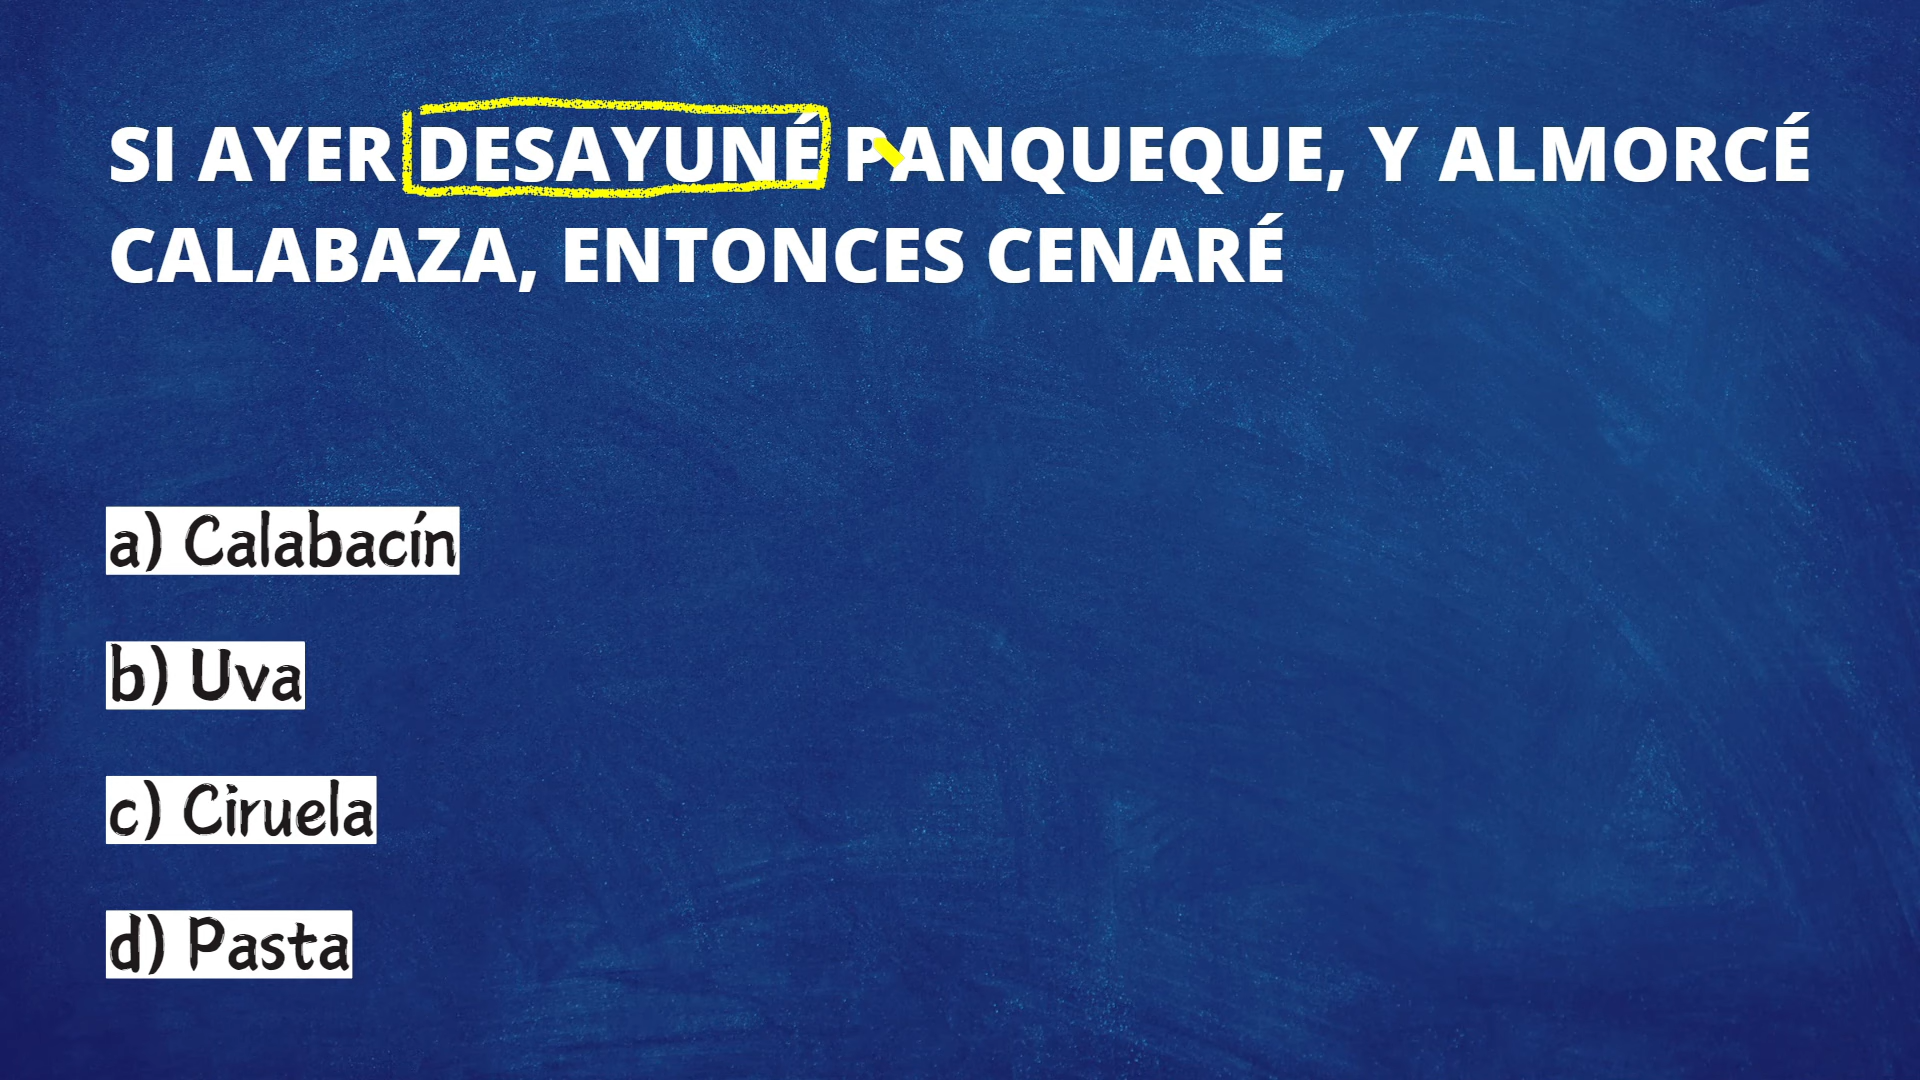 SI AYER DESAYUNÉ PANQUEQUE, Y ALMORCÉ
CALABAZA, ENTONCES CENARÉ
a) Calabacín
b) Uva
c) Ciruela
d) Pasta